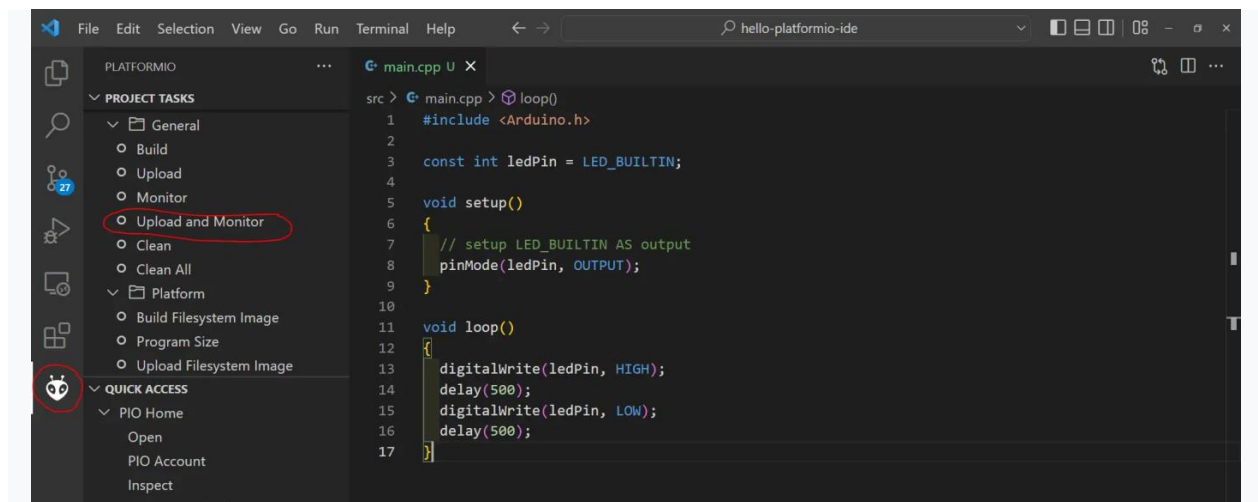 File Edit Selection View Go Run Terminal Help hello-platformio-ide
PLATFORMIO
PROJECT TASKS
General
Build
Upload
Monitor
Upload and Monitor
Clean
Clean All
Platform
Build Filesystem Image
Program Size
Upload Filesystem Image
QUICK ACCESS
PIO Home
Open
PIO Account
Inspect
27
main.cpp U
src > main.cpp > loop()
1 #include <Arduino.h>
2
3 const int ledPin = LED_BUILTIN;
4
5 void setup()
6 {
7 // setup LED_BUILTIN AS output
8 pinMode(ledPin, OUTPUT);
9 }
10
11 void loop()
12 {
13 digitalWrite(ledPin, HIGH);
14 delay(500);
15 digitalWrite(ledPin, LOW);
16 delay(500);
17 }